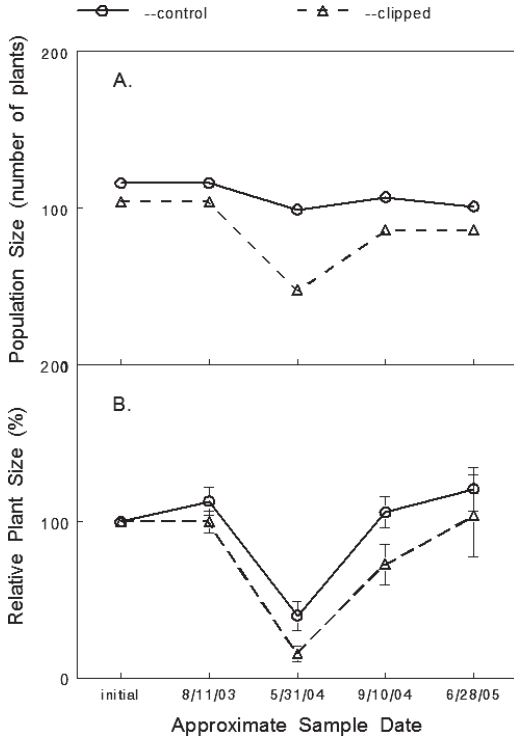 --control --clipped
200
A.
Population Size (number of plants)
100
0
200
B.
Relative Plant Size (%)
100
0
initial 8/11/03 5/31/04 9/10/04 6/28/05
Approximate Sample Date